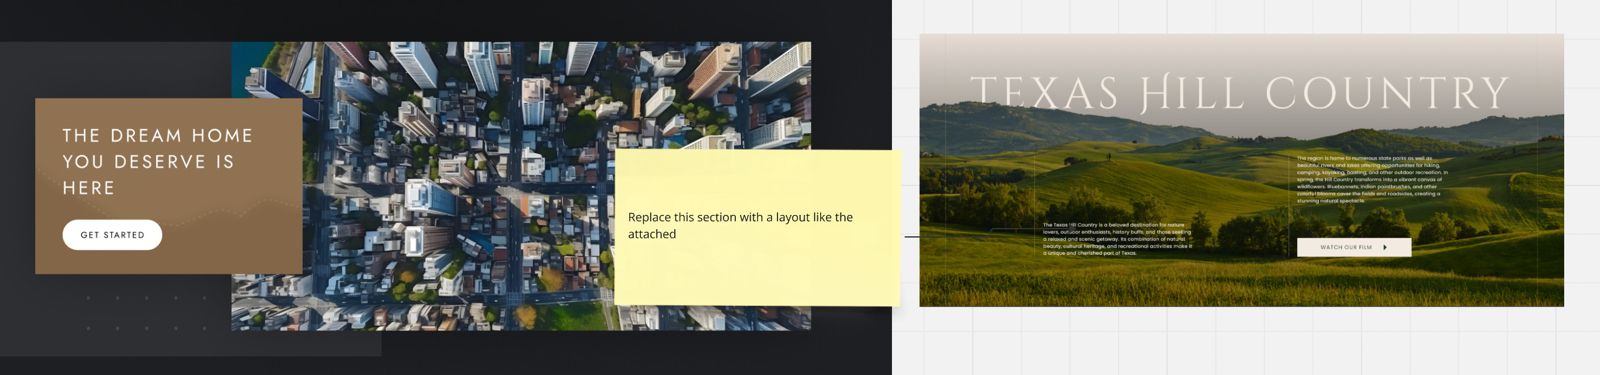 THE DREAM HOME
YOU DESERVE IS
HERE
GET STARTED
Replace this section with a layout like the
attached
TEXAS HILL COUNTRY
The region is home to numerous state parks as well as
beautiful rivers and lakes offering opportunities for hiking,
camping, kayaking, boating, and other outdoor recreation. In
spring, the Hill Country transforms into a vibrant canvas of
wildflowers. Bluebonnets, Indian paintbrushes, and other
colorful blooms cover the fields and roadsides, creating a
stunning natural spectacle.
The Texas Hill Country is a beloved destination for nature
lovers, outdoor enthusiasts, history buffs, and those seeking
a relaxed and scenic getaway. Its combination of natural
beauty, cultural heritage, and recreational activities make it
a unique and cherished part of Texas.
WATCH OUR FILM